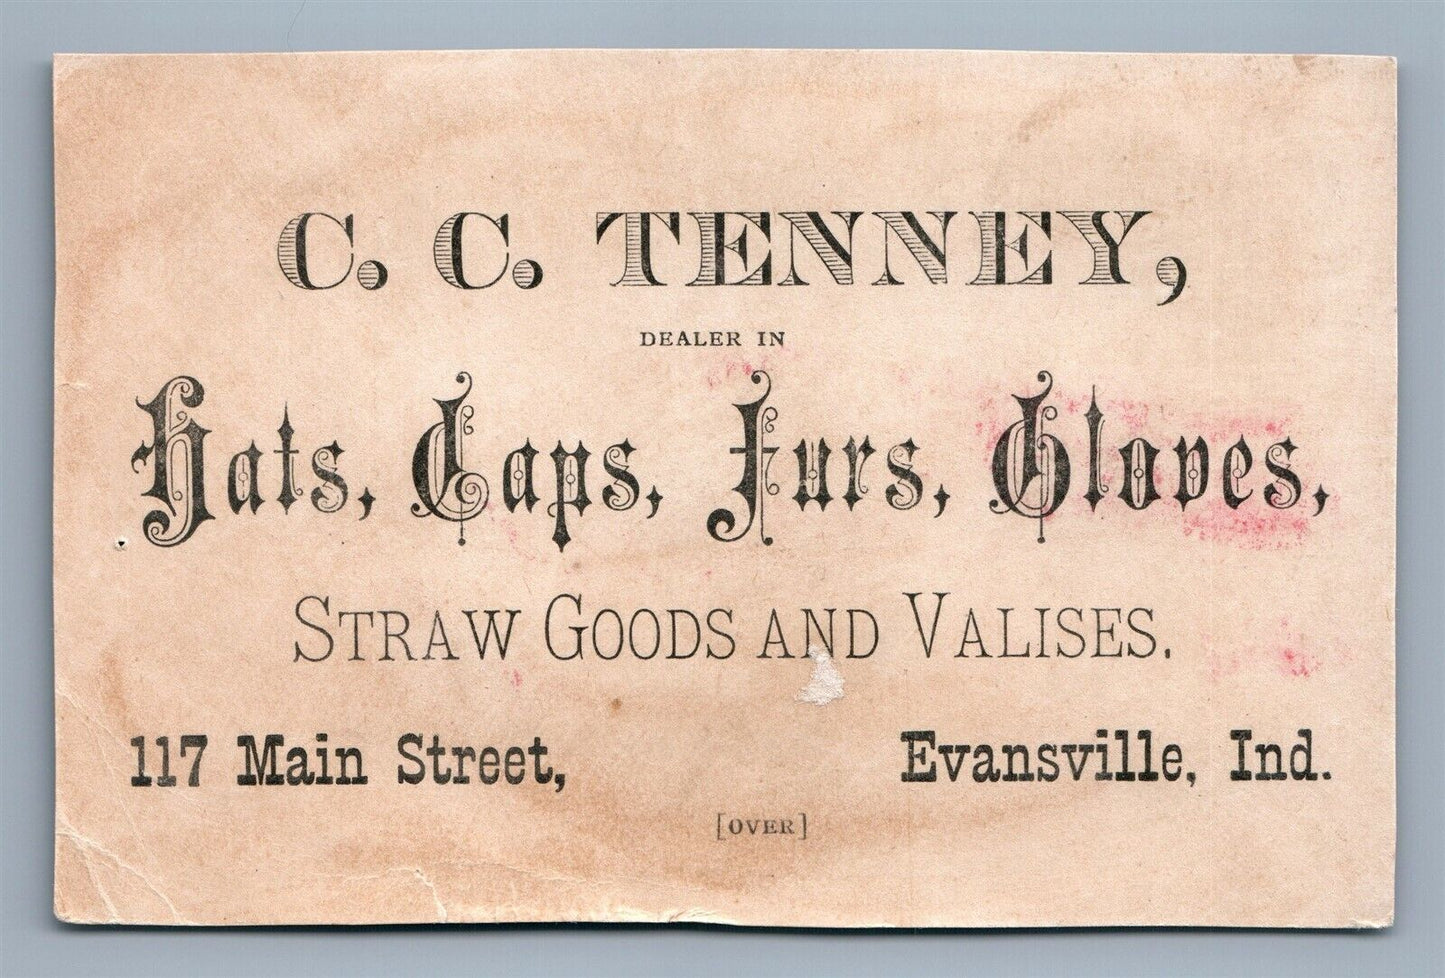 C. C. TENNEY,
DEALER IN
Hats, Caps, Furs, Gloves,
STRAW GOODS AND VALISES.
117 Main Street, Evansville, Ind.
[OVER]